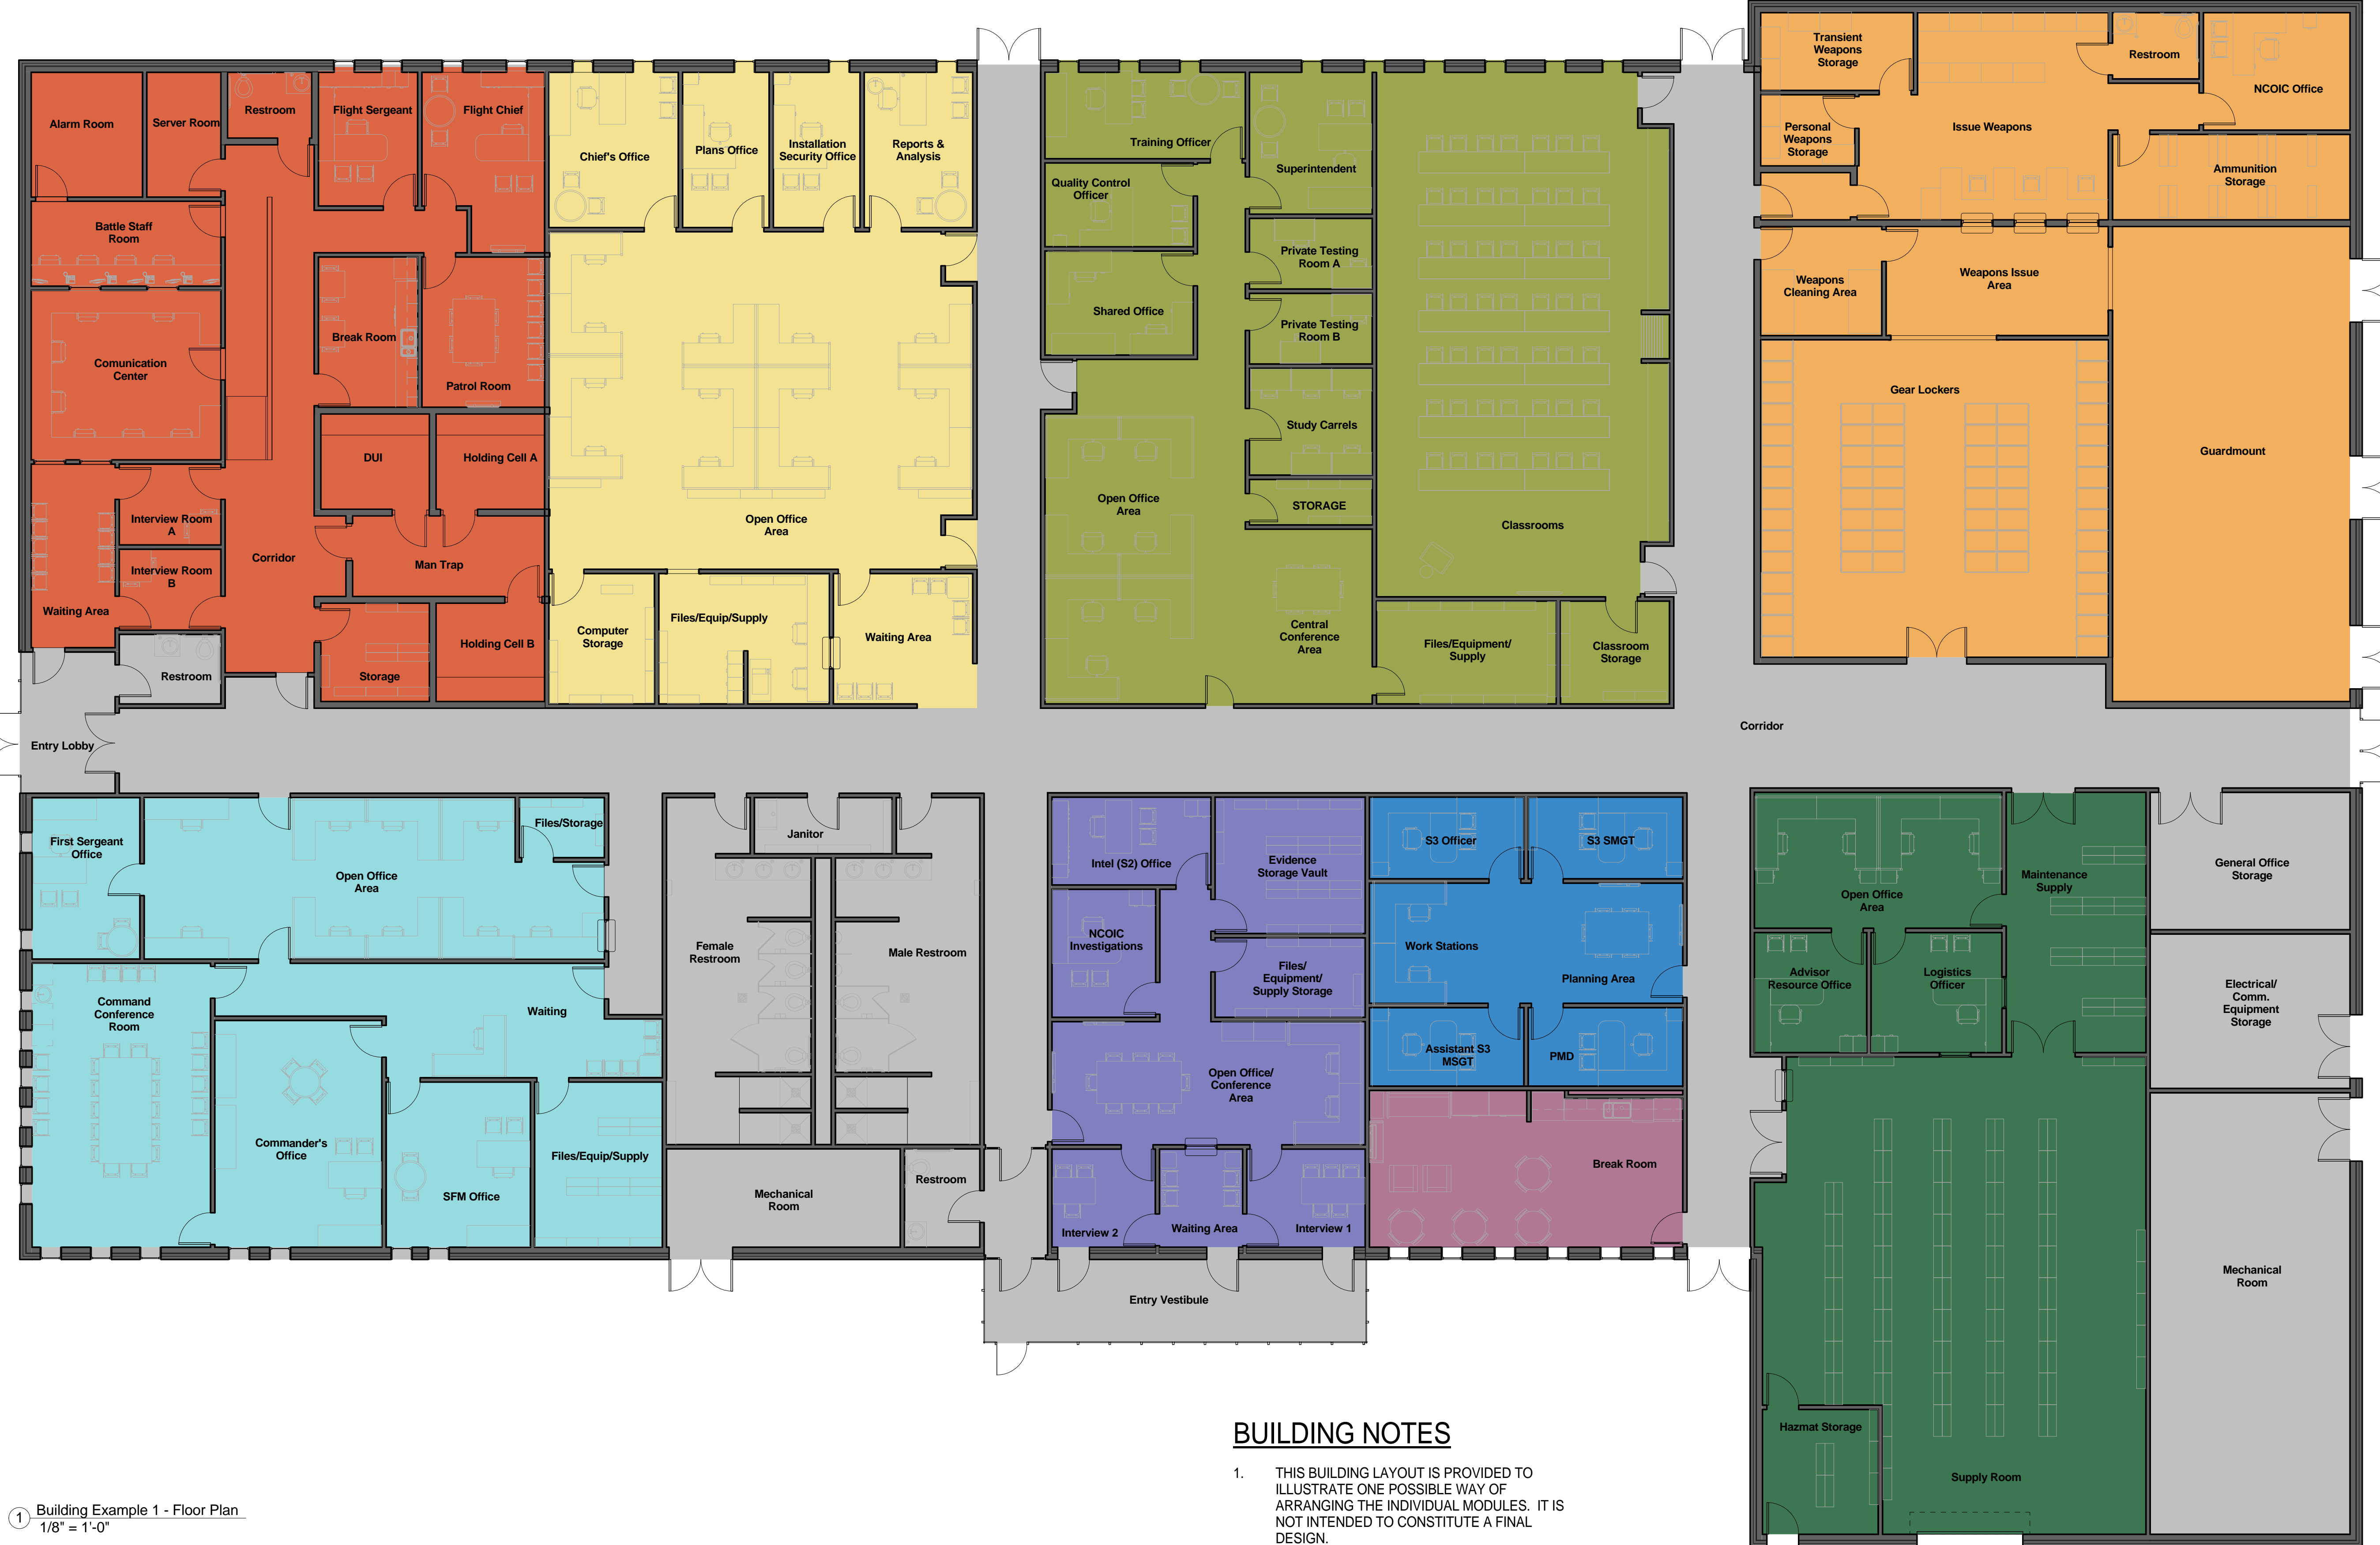 Transient
Weapons
Storage
Restroom
NCOIC Office
Alarm Room
Server Room
Restroom
Flight Sergeant
Flight Chief
Chief's Office
Plans Office
Installation
Security Office
Reports &
Analysis
Training Officer
Superintendent
Personal
Weapons
Storage
Issue Weapons
Ammunition
Storage
Quality Control
Officer
Battle Staff
Room
Private Testing
Room A
Weapons
Cleaning Area
Weapons Issue
Area
Shared Office
Private Testing
Room B
Break Room
Comunication
Center
Patrol Room
Gear Lockers
Study Carrels
Guardmount
DUI
Holding Cell A
Open Office
Area
STORAGE
Classrooms
Interview Room
A
Open Office
Area
Corridor
Man Trap
Interview Room
B
Waiting Area
Computer
Storage
Files/Equip/Supply
Waiting Area
Central
Conference
Area
Files/Equipment/
Supply
Classroom
Storage
Restroom
Storage
Holding Cell B
Entry Lobby
Corridor
First Sergeant
Office
Open Office
Area
Files/Storage
Janitor
Intel (S2) Office
Evidence
Storage Vault
S3 Officer
S3 SMGT
Open Office
Area
Maintenance
Supply
General Office
Storage
Female
Restroom
Male Restroom
NCOIC
Investigations
Files/
Equipment/
Supply Storage
Work Stations
Planning Area
Advisor
Resource Office
Logistics
Officer
Electrical/
Comm.
Equipment
Storage
Command
Conference
Room
Waiting
Open Office/
Conference
Area
Assistant S3
MSGT
PMD
Commander's
Office
SFM Office
Files/Equip/Supply
Mechanical
Room
Restroom
Interview 2
Waiting Area
Interview 1
Break Room
Entry Vestibule
Mechanical
Room
Hazmat Storage
Supply Room
BUILDING NOTES
1. THIS BUILDING LAYOUT IS PROVIDED TO
ILLUSTRATE ONE POSSIBLE WAY OF
ARRANGING THE INDIVIDUAL MODULES. IT IS
NOT INTENDED TO CONSTITUTE A FINAL
DESIGN.
1 Building Example 1 - Floor Plan
1/8" = 1'-0"